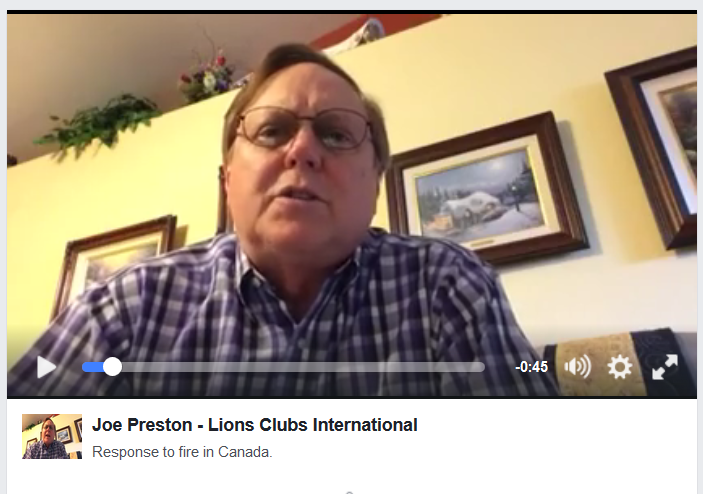 -0:45
Joe Preston - Lions Clubs International
Response to fire in Canada.